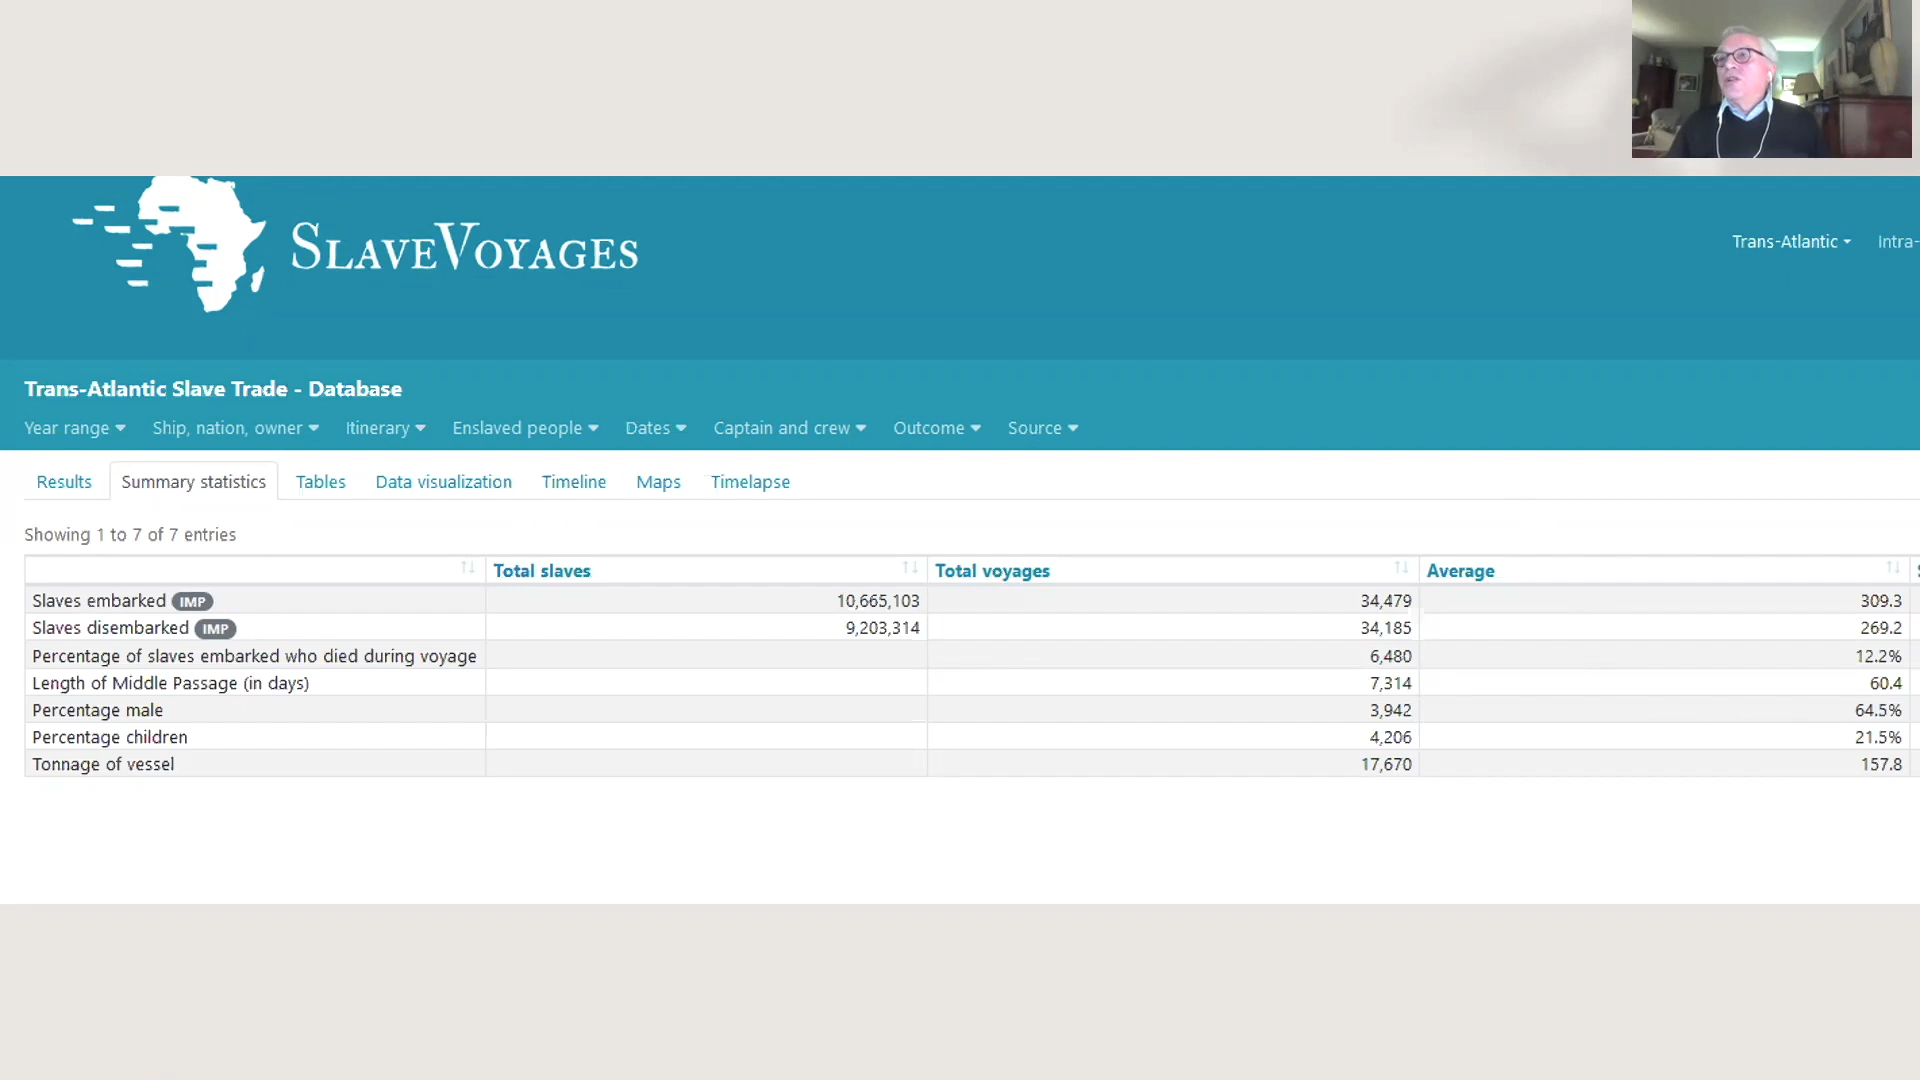 SLAVEVOYAGES
Trans-Atlantic Intra-
Trans-Atlantic Slave Trade - Database
Year range Ship, nation, owner Itinerary Enslaved people Dates Captain and crew Outcome Source
Results Summary statistics Tables Data visualization Timeline Maps Timelapse
Showing 1 to 7 of 7 entries
Total slaves Total voyages Average
Slaves embarked IMP 10,665,103 34,479 309.3
Slaves disembarked IMP 9,203,314 34,185 269.2
Percentage of slaves embarked who died during voyage 6,480 12.2%
Length of Middle Passage (in days) 7,314 60.4
Percentage male 3,942 64.5%
Percentage children 4,206 21.5%
Tonnage of vessel 17,670 157.8